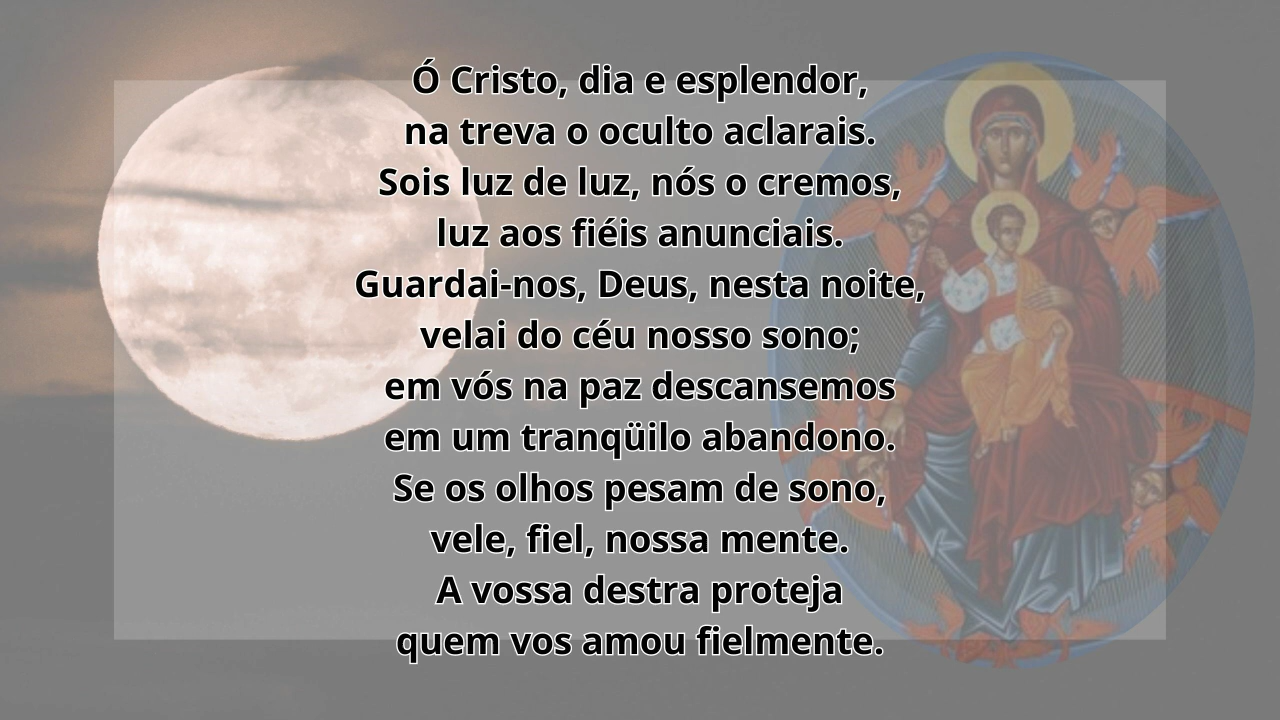 Ó Cristo, dia e esplendor,
na treva o oculto aclarais.
Sois luz de luz, nós o cremos,
luz aos fiéis anunciais.
Guardai-nos, Deus, nesta noite,
velai do céu nosso sono;
em vós na paz descansemos
em um tranqüilo abandono.
Se os olhos pesam de sono,
vele, fiel, nossa mente.
A vossa destra proteja
quem vos amou fielmente.